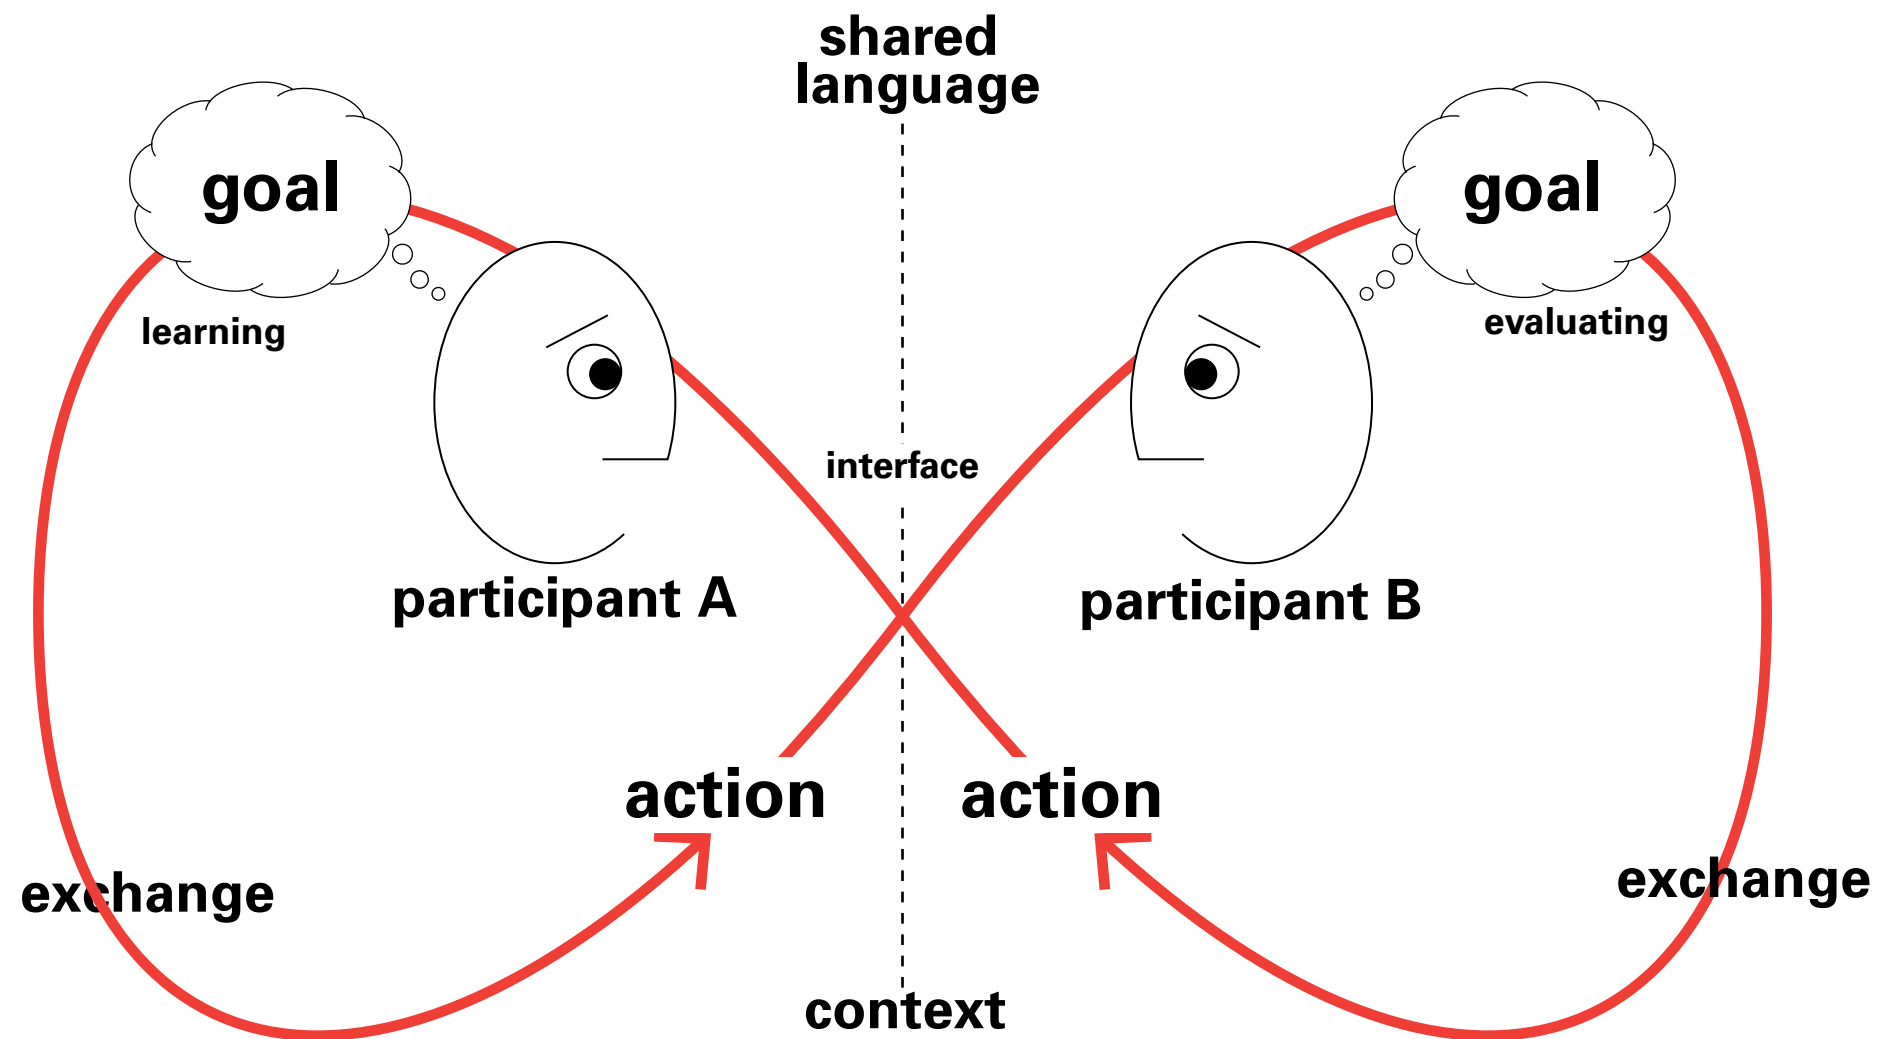 shared
language
goal
goal
learning
evaluating
interface
participant A
participant B
action
action
exchange
exchange
context